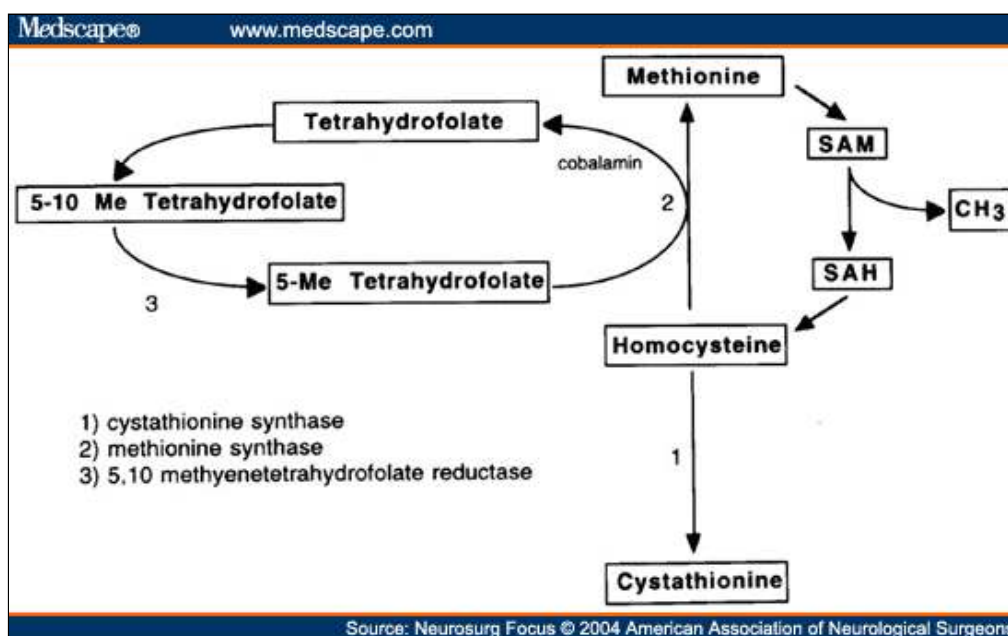 Medscape® www.medscape.com
Methionine
Tetrahydrofolate
SAM
cobalamin
5-10 Me Tetrahydrofolate
2
CH3
5-Me Tetrahydrofolate
SAH
3
Homocysteine
1) cystathionine synthase
2) methionine synthase
3) 5,10 methyenetetrahydrofolate reductase
1
Cystathionine
Source: Neurosurg Focus © 2004 American Association of Neurological Surgeons